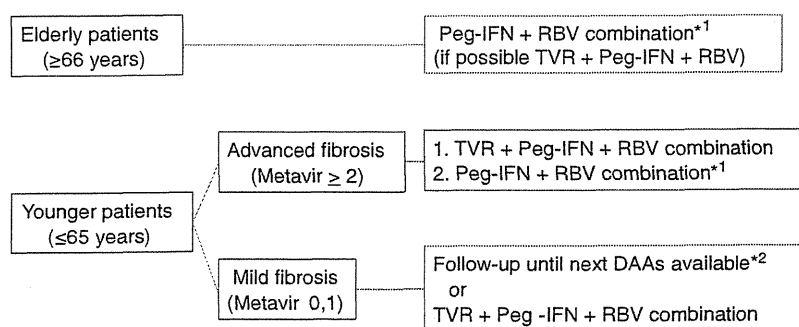 Elderly patients
(≥66 years)
Peg-IFN + RBV combination*1
(if possible TVR + Peg-IFN + RBV)
Advanced fibrosis
(Metavir ≥ 2)
1. TVR + Peg-IFN + RBV combination
2. Peg-IFN + RBV combination*1
Younger patients
(≤65 years)
Mild fibrosis
(Metavir 0,1)
Follow-up until next DAAs available*2
or
TVR + Peg -IFN + RBV combination